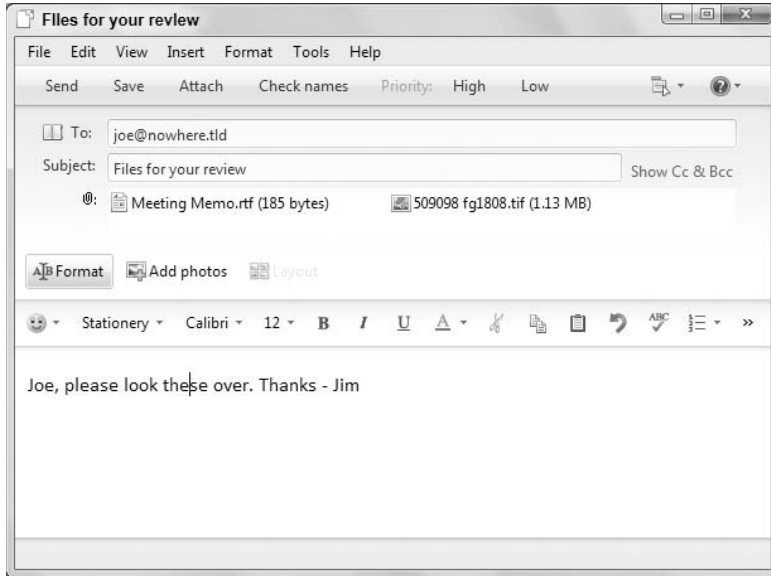 Files for your review
File Edit View Insert Format Tools Help
Send Save Attach Check names Priority: High Low
To: joe@nowhere.tld
Subject: Files for your review Show Cc & Bcc
Meeting Memo.rtf (185 bytes) 509098 fg1808.tif (1.13 MB)
Format Add photos Layout
Stationery Calibri 12 B I U A ABC »
Joe, please look these over. Thanks - Jim